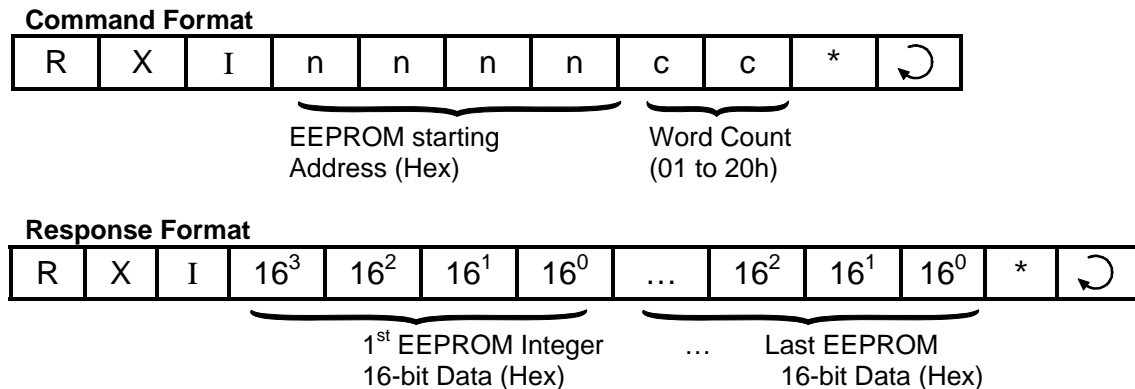 Command Format
R X I n n n n c c * ↻
EEPROM starting Word Count
Address (Hex) (01 to 20h)
Response Format
R X I 16³ 16² 16¹ 16⁰ … 16² 16¹ 16⁰ * ↻
1ˢᵗ EEPROM Integer … Last EEPROM
16-bit Data (Hex) 16-bit Data (Hex)